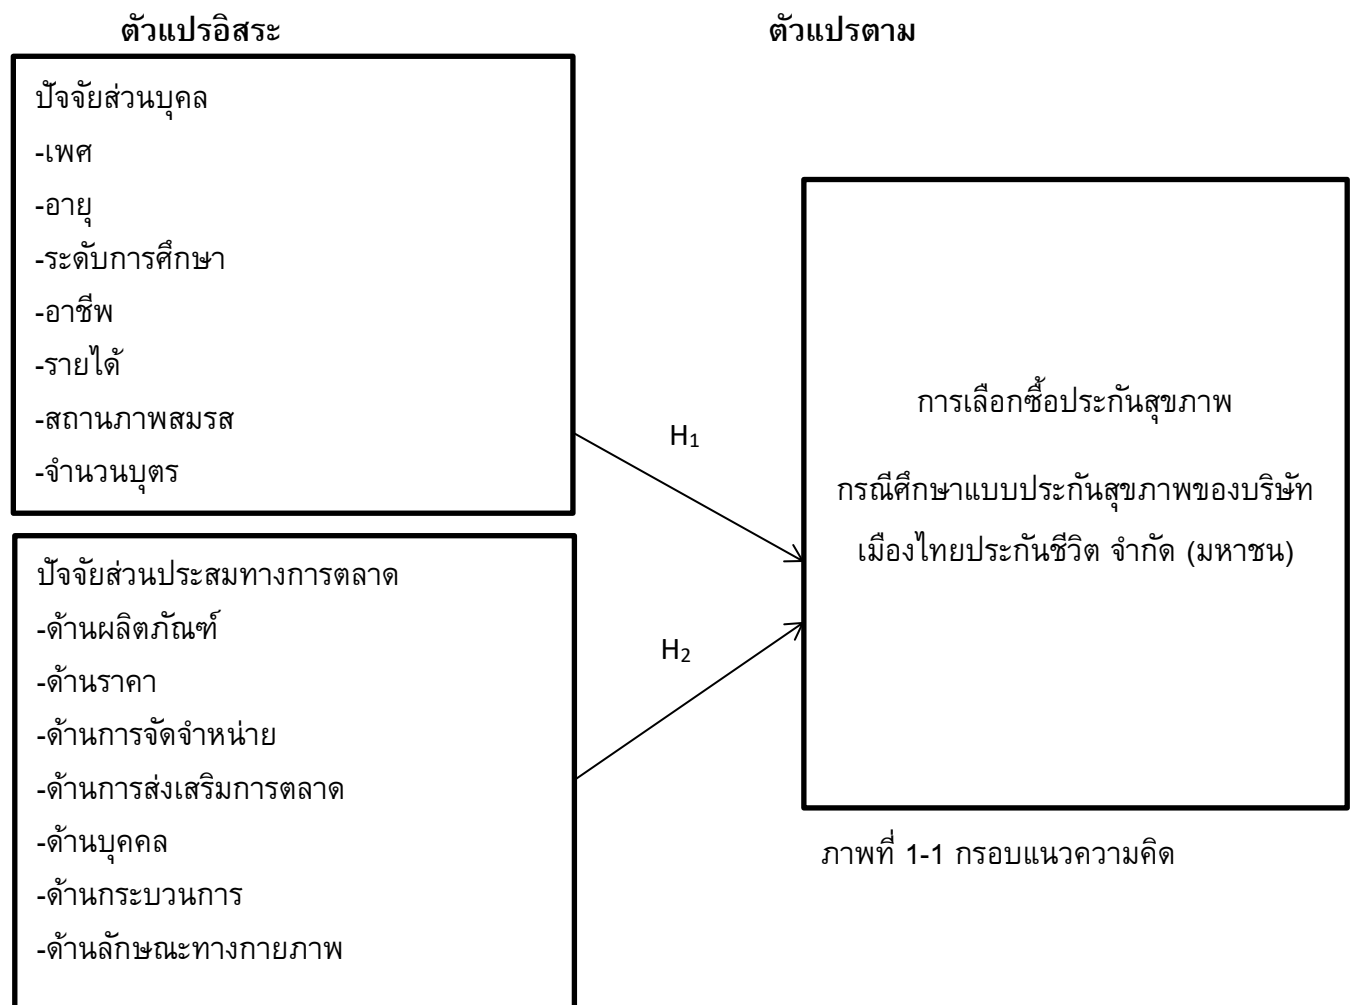 ตัวแปรอิสระ
ตัวแปรตาม
ปัจจัยส่วนบุคล
-เพศ
-อายุ
-ระดับการศึกษา
-อาชีพ
-รายได้
-สถานภาพสมรส
-จำนวนบุตร
H1
การเลือกซื้อประกันสุขภาพ
กรณีศึกษาแบบประกันสุขภาพของบริษัท
เมืองไทยประกันชีวิต จำกัด (มหาชน)
ปัจจัยส่วนประสมทางการตลาด
-ด้านผลิตภัณฑ์
-ด้านราคา
-ด้านการจัดจำหน่าย
-ด้านการส่งเสริมการตลาด
-ด้านบุคคล
-ด้านกระบวนการ
-ด้านลักษณะทางกายภาพ
H2
ภาพที่ 1-1 กรอบแนวความคิด